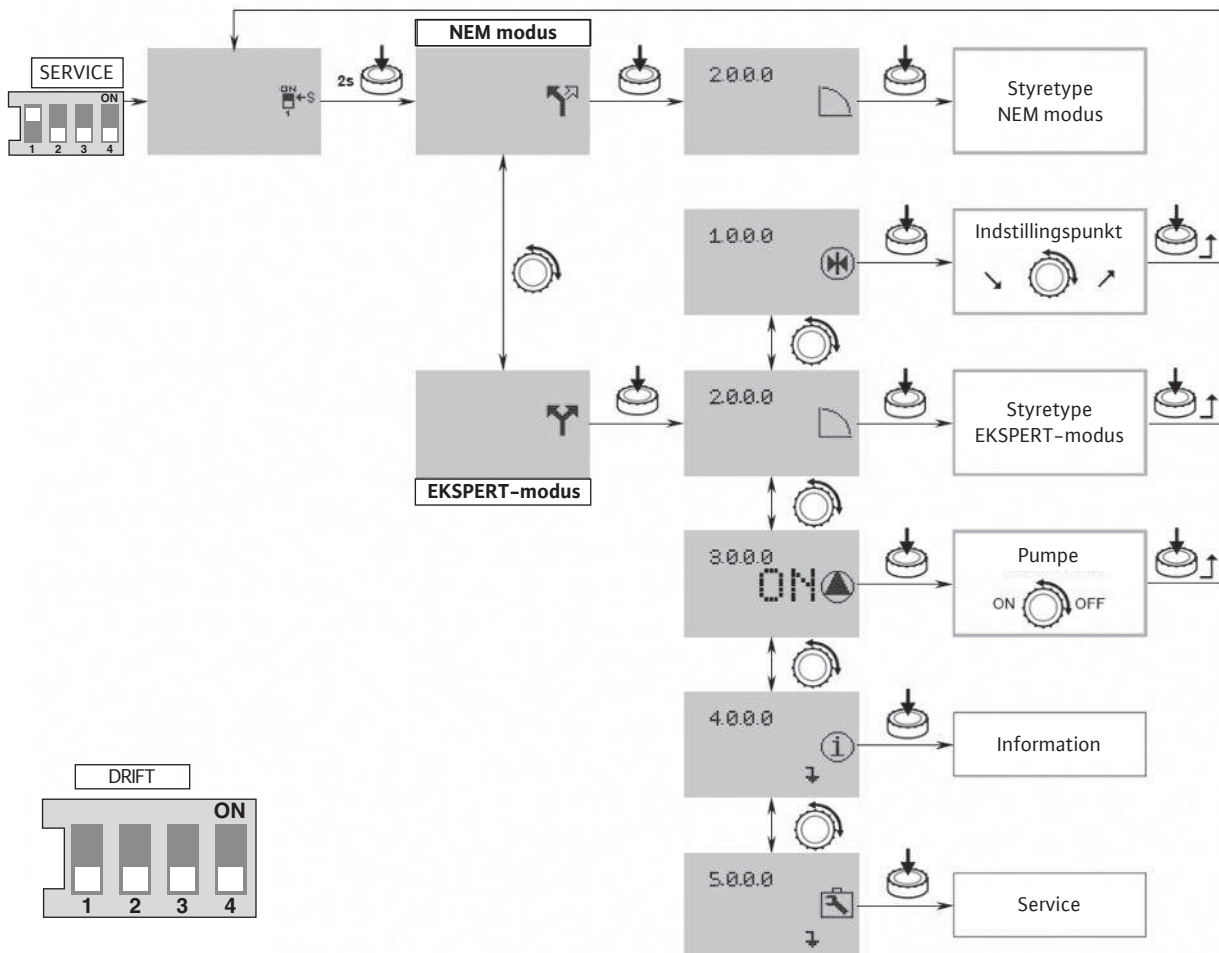 NEM modus
SERVICE
ON
1 2 3 4
ON
←S
1
2s
2.0.0.0
Styretype
NEM modus
1.0.0.0
Indstillingspunkt
2.0.0.0
Styretype
EKSPERT-modus
EKSPERT-modus
3.0.0.0
ON
Pumpe
ON OFF
4.0.0.0
i
Information
DRIFT
ON
1 2 3 4
5.0.0.0
Service